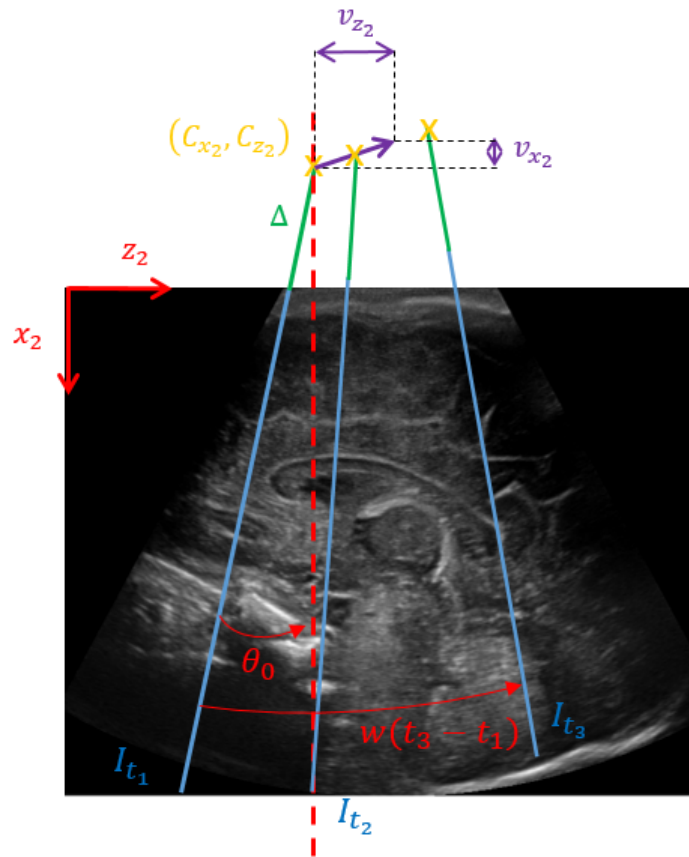 v_{z_2}
(C_{x_2}, C_{z_2})
v_{x_2}
Δ
z_2
x_2
θ_0
w(t_3 − t_1)
I_{t_3}
I_{t_1}
I_{t_2}